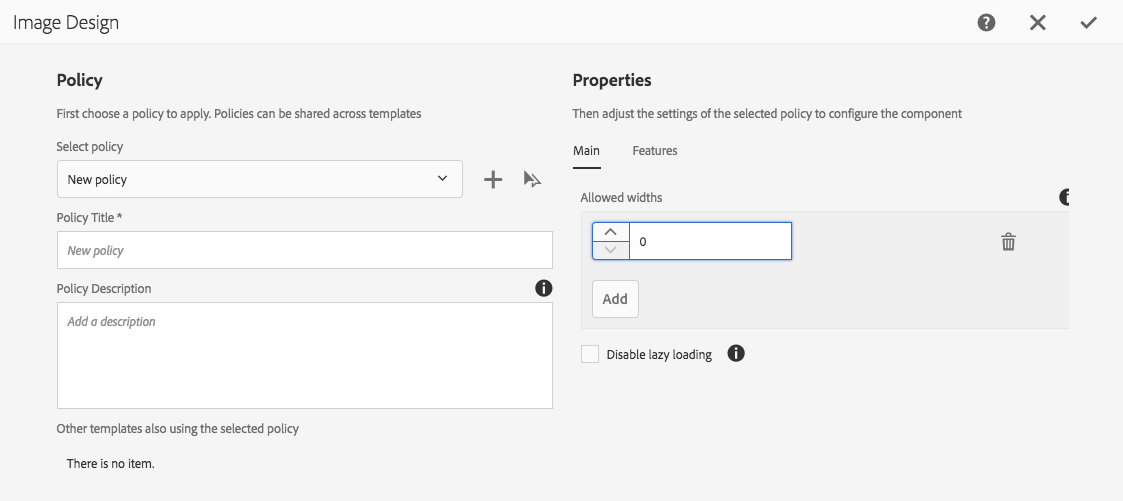 Image Design
Policy
First choose a policy to apply. Policies can be shared across templates
Select policy
New policy
Policy Title *
New policy
Policy Description
Add a description
Other templates also using the selected policy
There is no item.
Properties
Then adjust the settings of the selected policy to configure the component
Main Features
Allowed widths
0
Add
Disable lazy loading